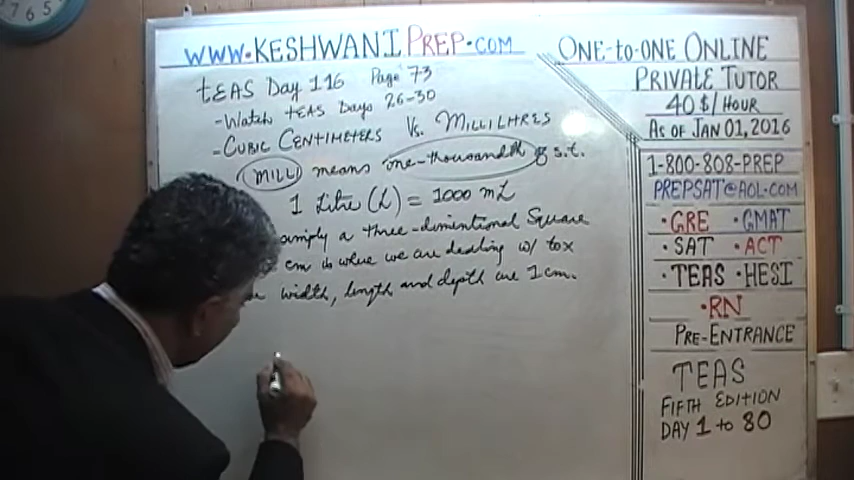 7 6 5
WWW.KESHWANIPREP.COM
TEAS Day 116 Page 73
-Watch TEAS Days 26-30
-CUBIC CENTIMETERS Vs. MILLILITRES
MILLI means one-thousandth of s.t.
1 Litre (L) = 1000 mL
simply a three-dimentional Square
cm is where we are dealing w/ box
width, length and depth are 1 cm.
ONE-to-ONE ONLINE
PRIVATE TUTOR
40 $/HOUR
AS OF JAN 01, 2016
1-800-808-PREP
PREPSAT@AOL.COM
•GRE •GMAT
•SAT •ACT
•TEAS •HESI
•RN
PRE-ENTRANCE
TEAS
FIFTH EDITION
DAY 1 to 80